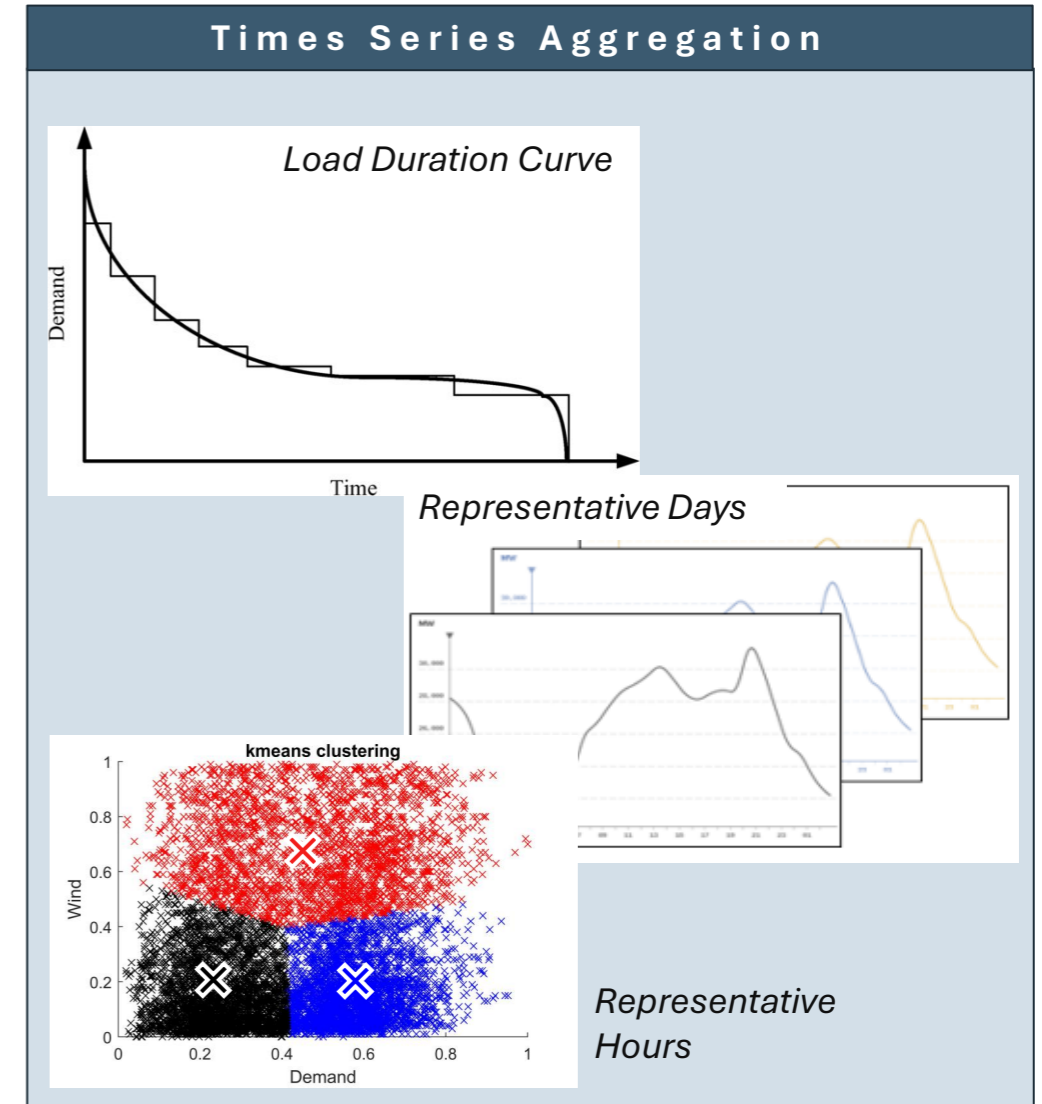 Times Series Aggregation
Load Duration Curve
Demand
Time
Representative Days
MW
MW
kmeans clustering
1
0.8
0.6
0.4
0.2
0
Wind
0
0.2
0.4
0.6
0.8
1
Demand
Representative
Hours